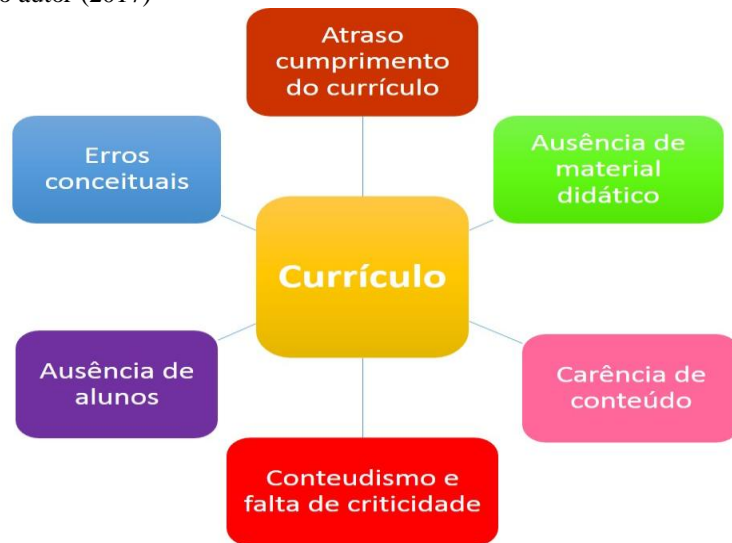 autor (2017)
Atraso
cumprimento
do currículo
Erros
conceituais
Ausência de
material
didático
Currículo
Ausência de
alunos
Carência de
conteúdo
Conteudismo e
falta de criticidade